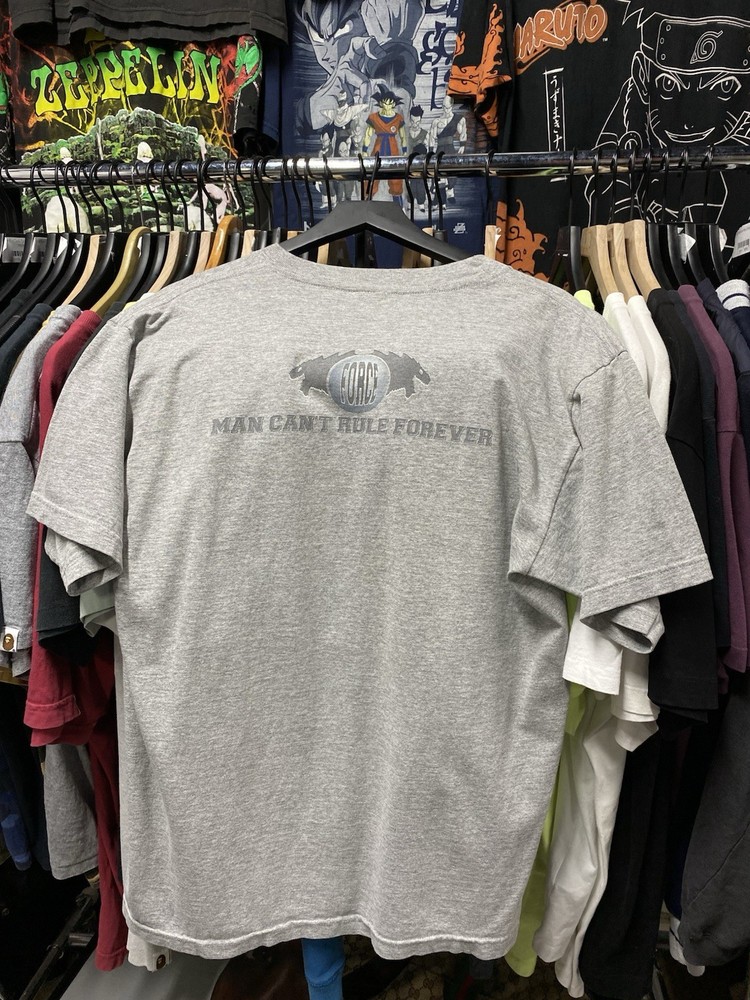 ZEPPELIN
NARUTO
FORCE
MAN CAN'T RULE FOREVER